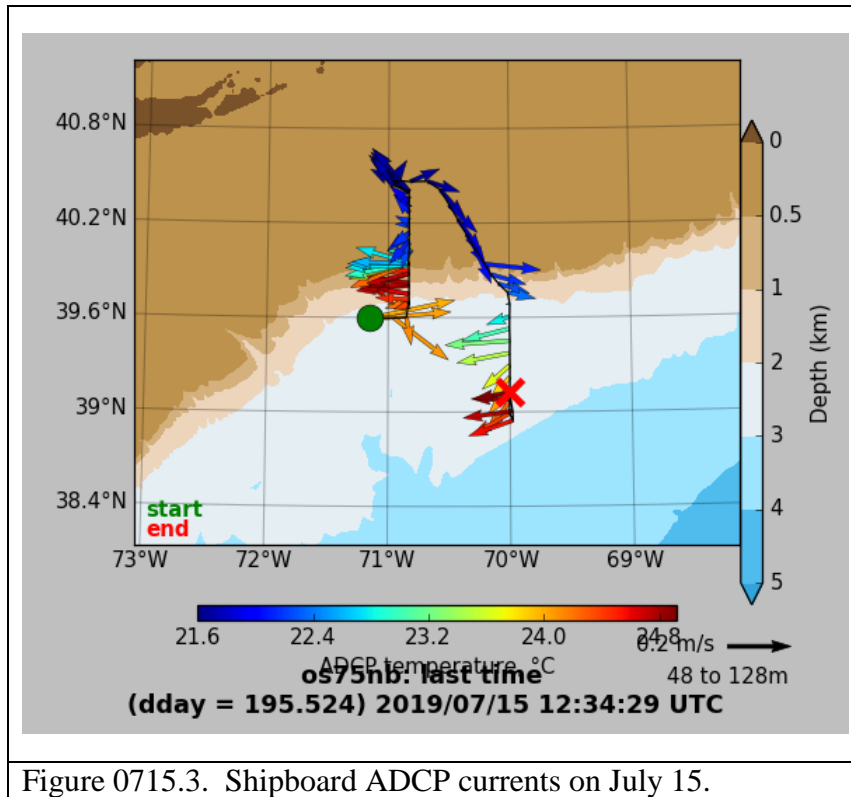 40.8°N
40.2°N
39.6°N
39°N
38.4°N
start
end
73°W 72°W 71°W 70°W 69°W
0
0.5
1
2
3
4
5
Depth (km)
21.6 22.4 23.2 24.0 24.8
0.2 m/s
ADCP temperature, °C
48 to 128m
os75nb: last time
(dday = 195.524) 2019/07/15 12:34:29 UTC
Figure 0715.3. Shipboard ADCP currents on July 15.